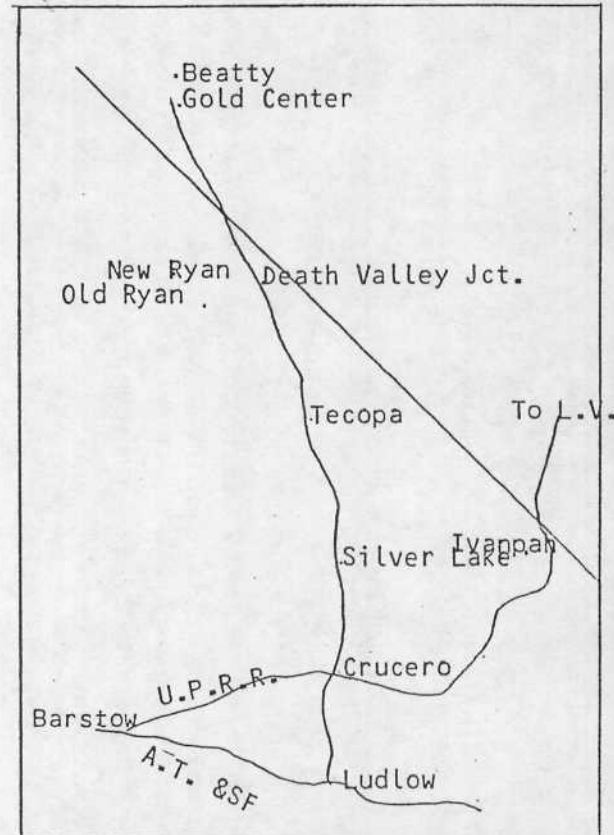 .Beatty
.Gold Center
New Ryan
Death Valley Jct.
Old Ryan .
Tecopa
To L.V.
Ivanpah
Silver Lake
Crucero
U.P.R.R.
Barstow
A.T. &SF
Ludlow